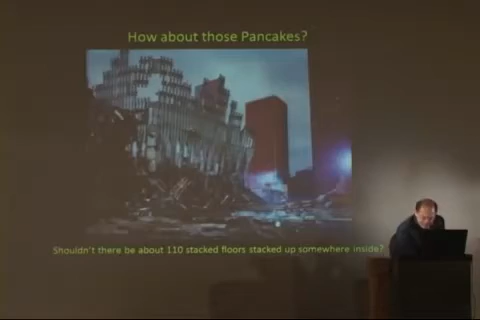 How about those Pancakes?
Shouldn't there be about 110 stacked floors stacked up somewhere inside?